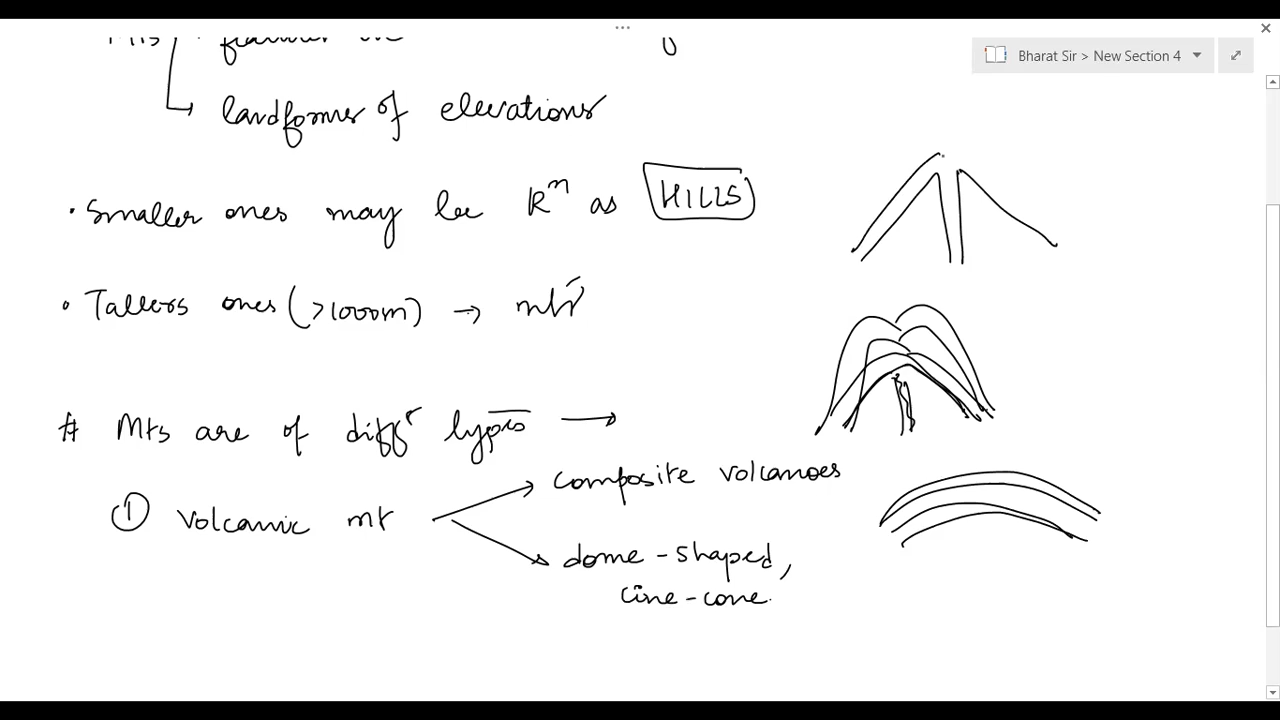 Bharat Sir > New Section 4
landforms of elevations
• Smaller ones may be Kⁿ as HILLS
• Tallers ones (>1000m) → mtⁿ
# Mts are of diffʳ types →
① Volcanic mt
composite volcanoes
dome-shaped,
cine-cone